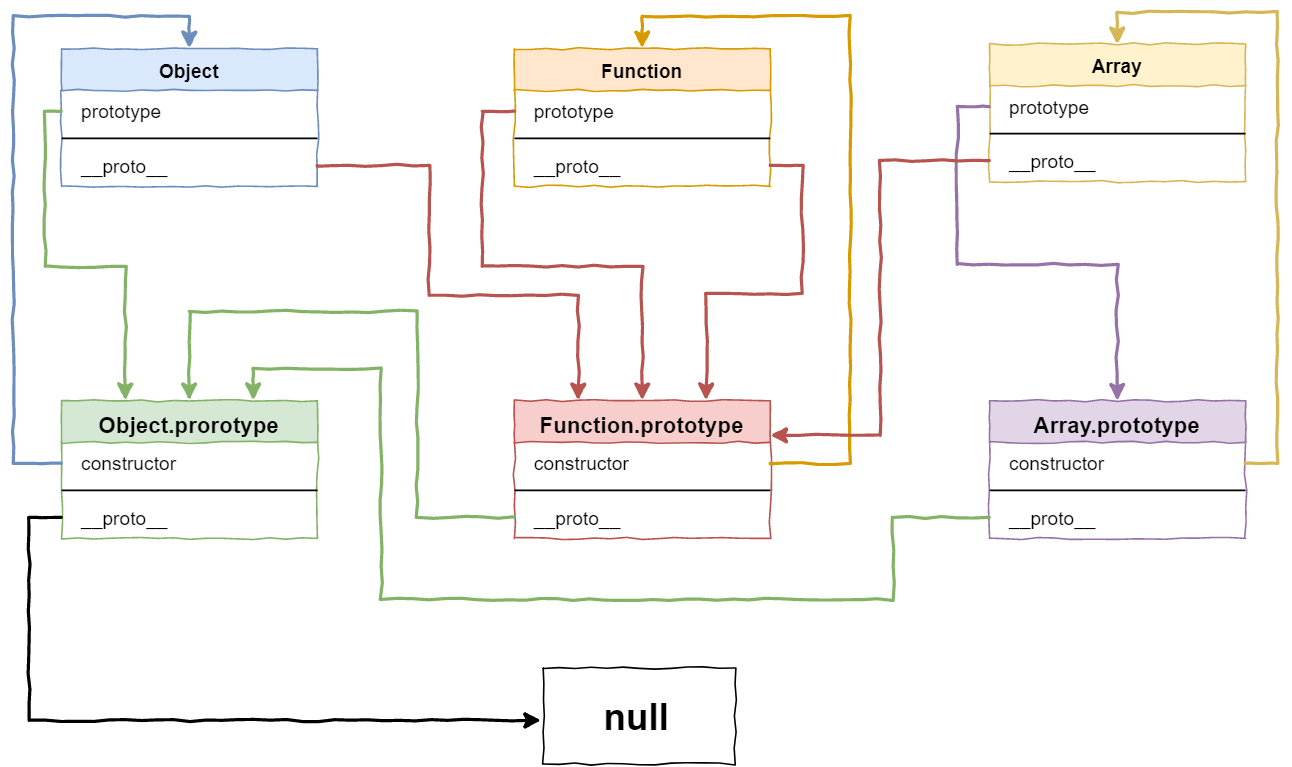 Object
prototype
__proto__
Function
prototype
__proto__
Array
prototype
__proto__
Object.prorotype
constructor
__proto__
Function.prototype
constructor
__proto__
Array.prototype
constructor
__proto__
null